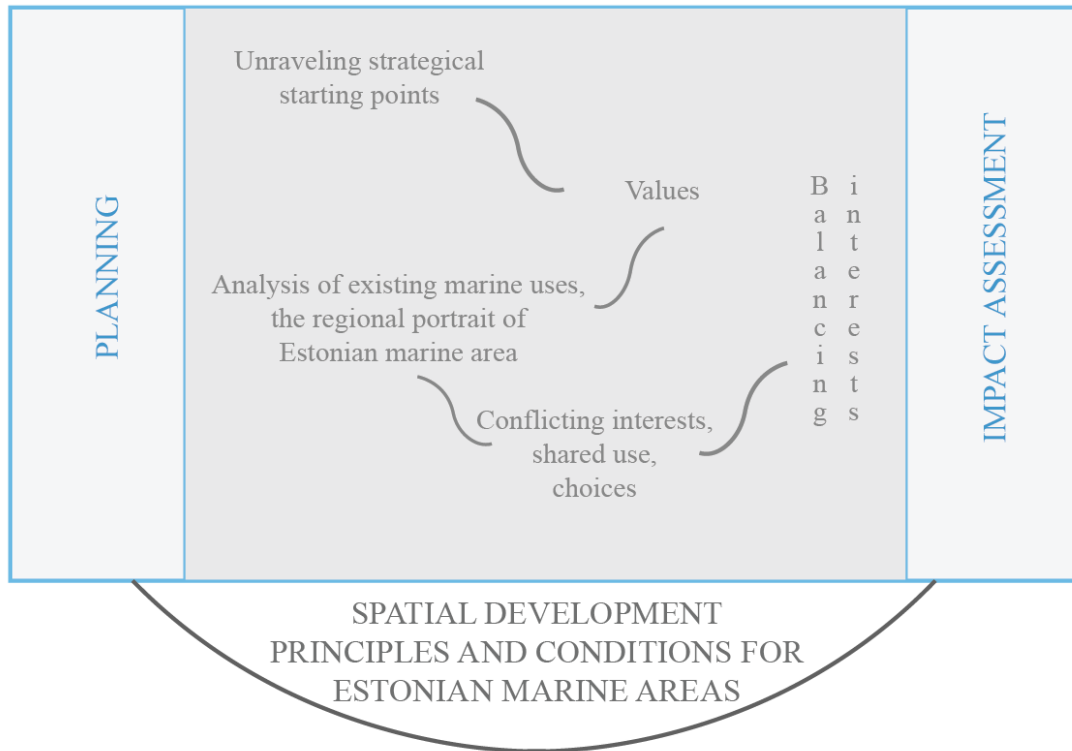 PLANNING
Unraveling strategical
starting points
Values
Analysis of existing marine uses,
the regional portrait of
Estonian marine area
Conflicting interests,
shared use,
choices
Balancing
interests
IMPACT ASSESSMENT
SPATIAL DEVELOPMENT
PRINCIPLES AND CONDITIONS FOR
ESTONIAN MARINE AREAS